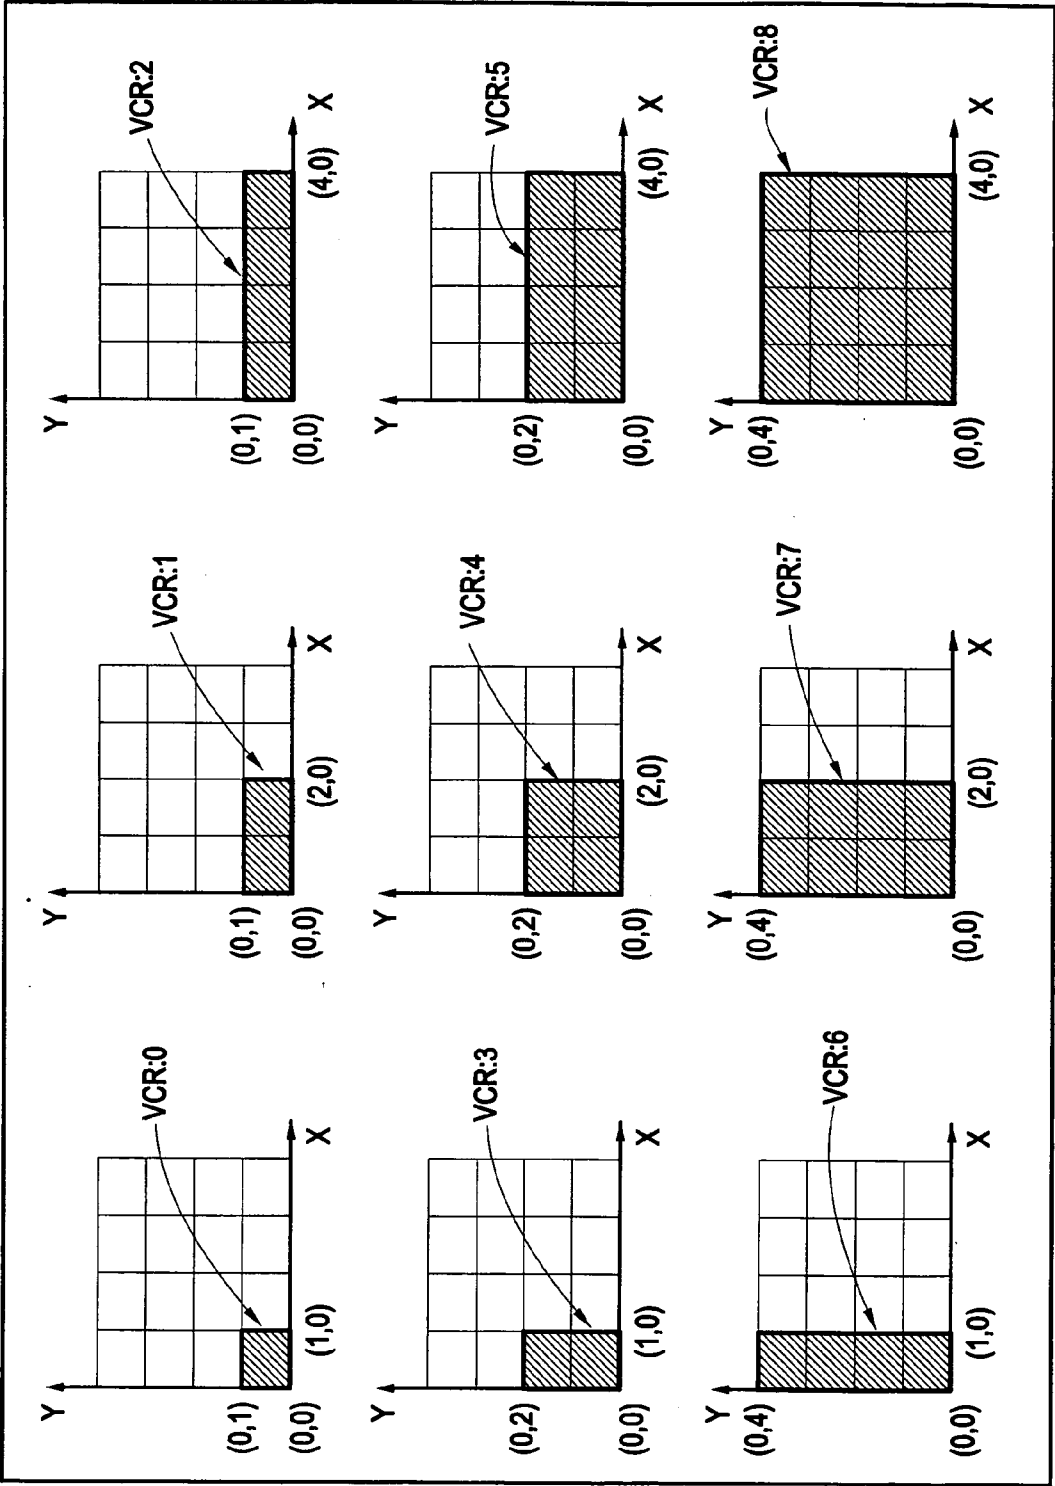 Y
VCR:0
(0,1)
(0,0)
(1,0)
X
Y
VCR:1
(0,1)
(0,0)
(2,0)
X
Y
VCR:2
(0,1)
(0,0)
(4,0)
X
Y
VCR:3
(0,2)
(0,0)
(1,0)
X
Y
VCR:4
(0,2)
(0,0)
(2,0)
X
Y
VCR:5
(0,2)
(0,0)
(4,0)
X
Y
(0,4)
VCR:6
(0,0)
(1,0)
X
Y
(0,4)
VCR:7
(0,0)
(2,0)
X
Y
(0,4)
VCR:8
(0,0)
(4,0)
X